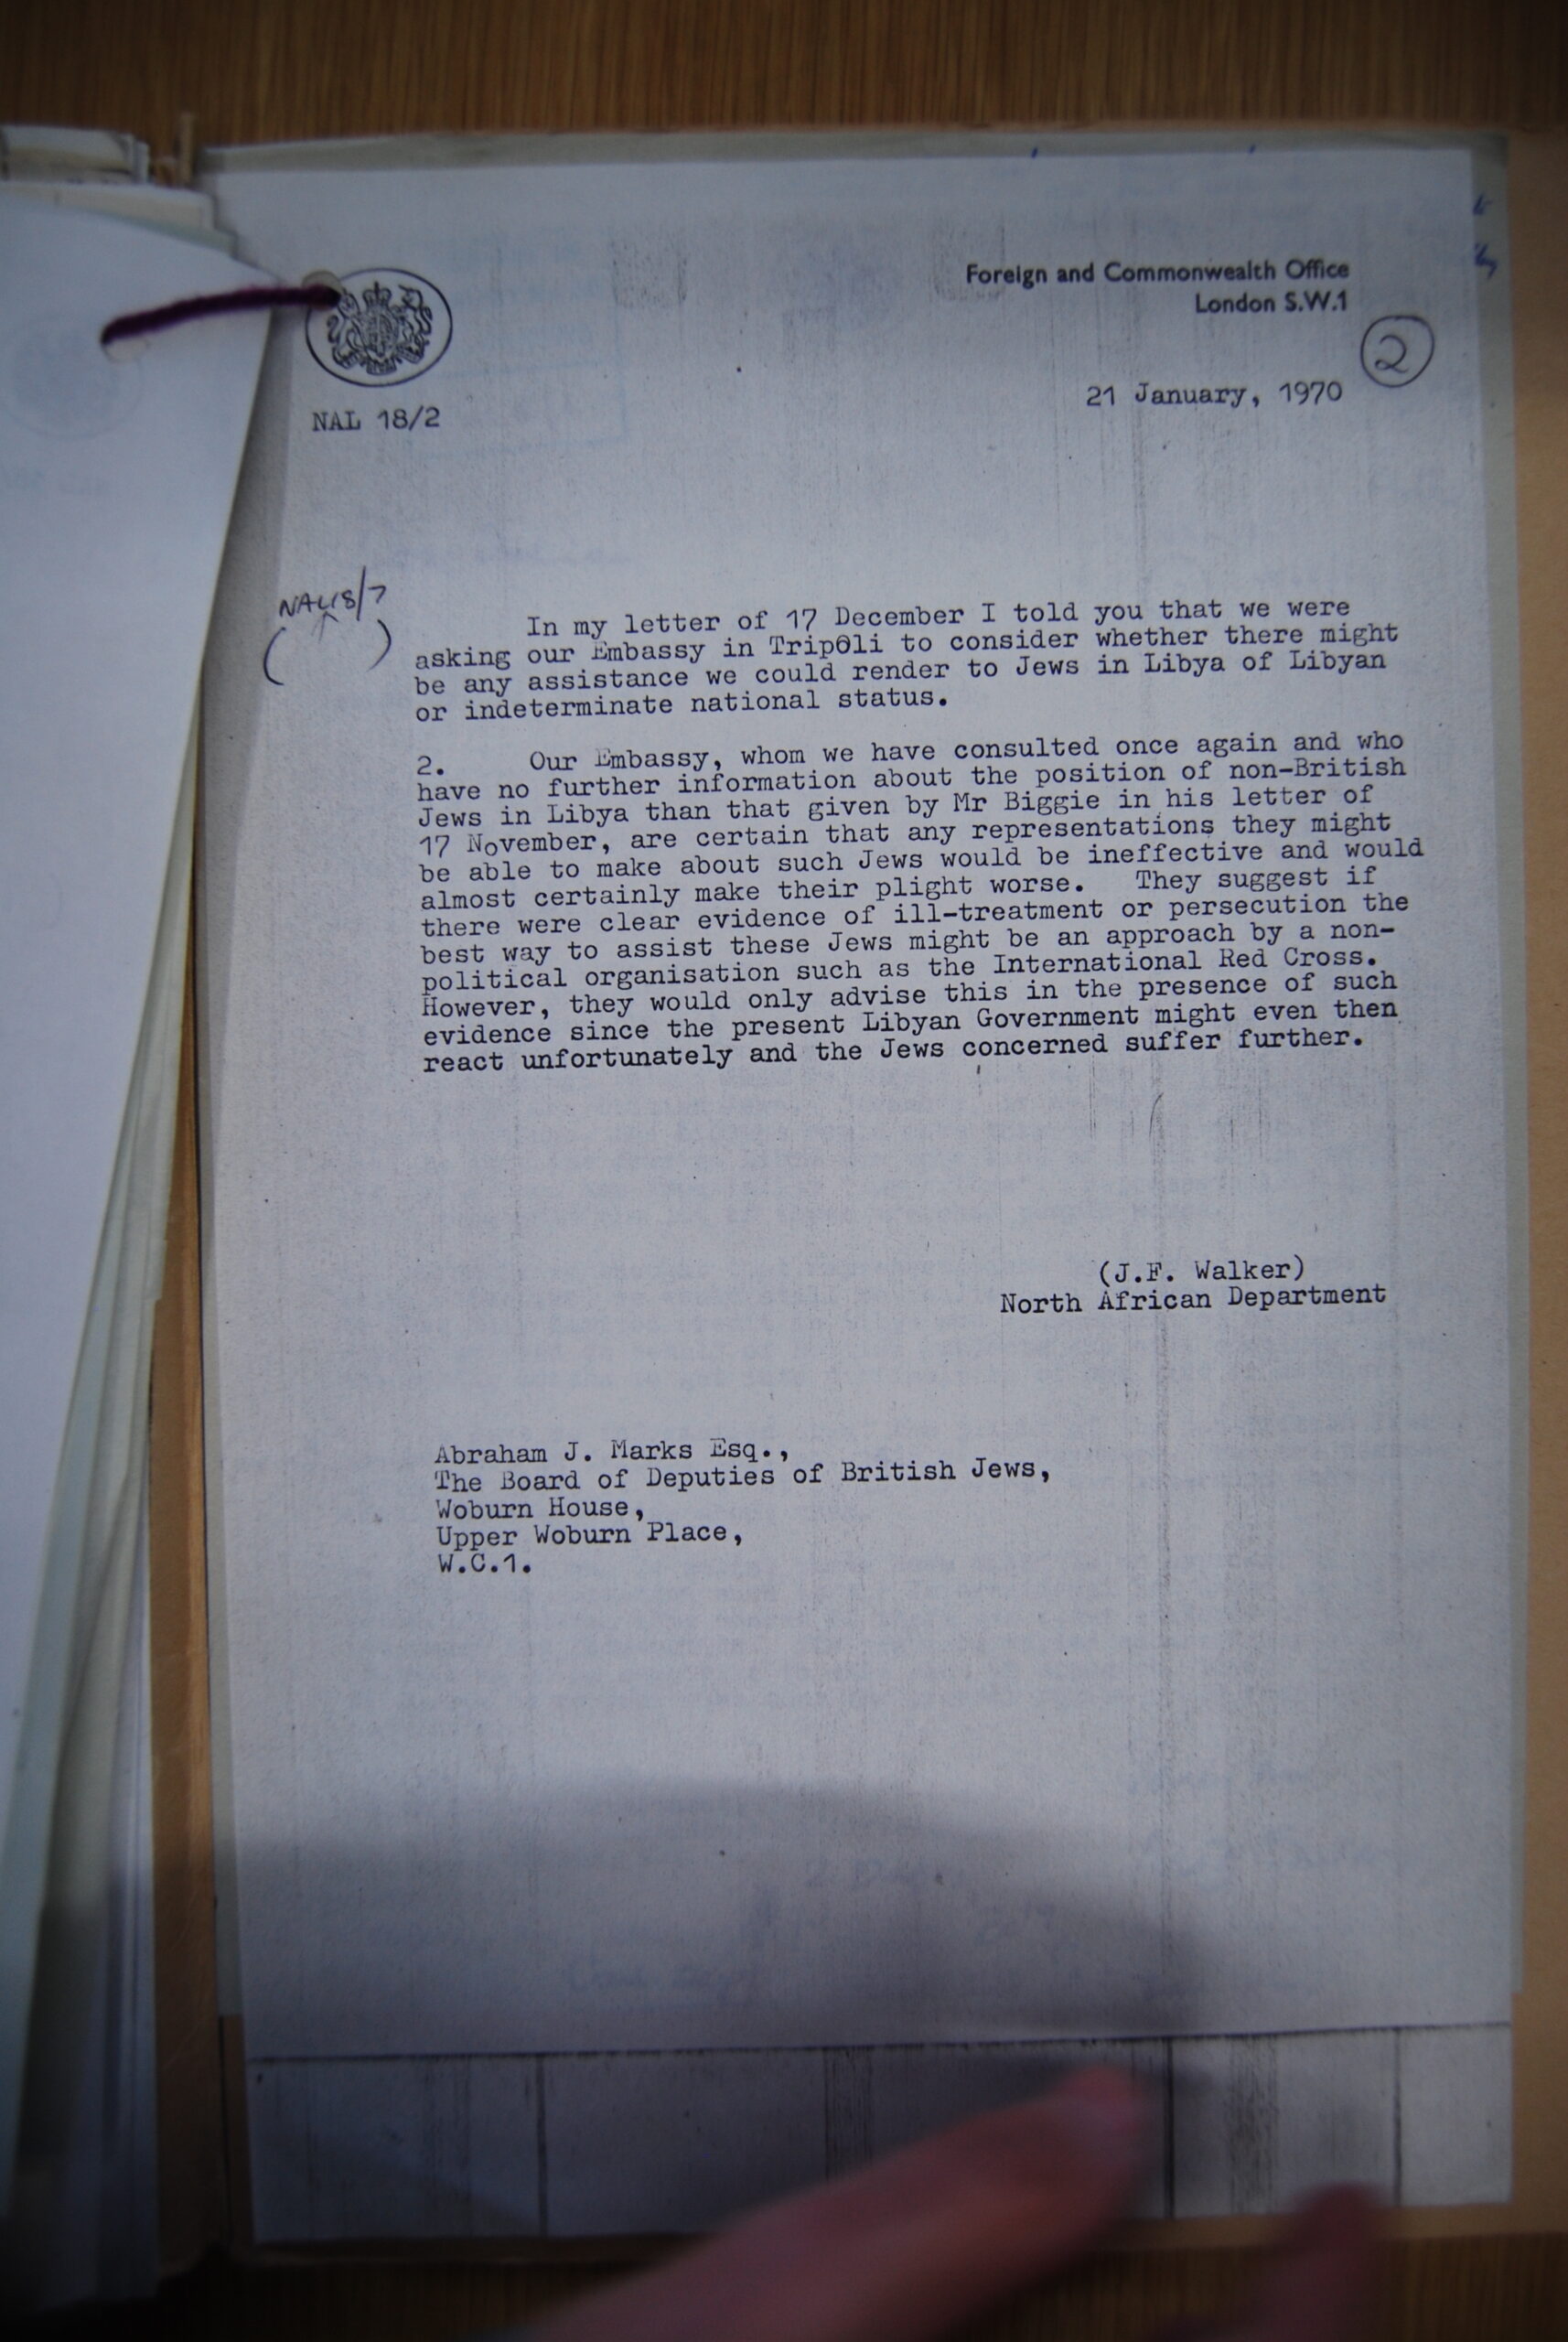 Foreign and Commonwealth Office
London S.W.1
2
21 January, 1970
NAL 18/2
NAL 18/7
( )
In my letter of 17 December I told you that we were
asking our Embassy in Tripoli to consider whether there might
be any assistance we could render to Jews in Libya of Libyan
or indeterminate national status.
2. Our Embassy, whom we have consulted once again and who
have no further information about the position of non-British
Jews in Libya than that given by Mr Biggie in his letter of
17 November, are certain that any representations they might
be able to make about such Jews would be ineffective and would
almost certainly make their plight worse. They suggest if
there were clear evidence of ill-treatment or persecution the
best way to assist these Jews might be an approach by a non-
political organisation such as the International Red Cross.
However, they would only advise this in the presence of such
evidence since the present Libyan Government might even then
react unfortunately and the Jews concerned suffer further.
(J.F. Walker)
North African Department
Abraham J. Marks Esq.,
The Board of Deputies of British Jews,
Woburn House,
Upper Woburn Place,
W.C.1.